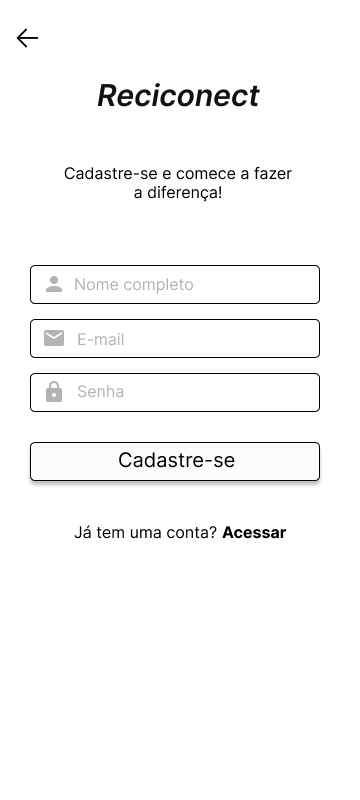 Reciconect
Cadastre-se e comece a fazer
a diferença!
Nome completo
E-mail
Senha
Cadastre-se
Já tem uma conta? Acessar